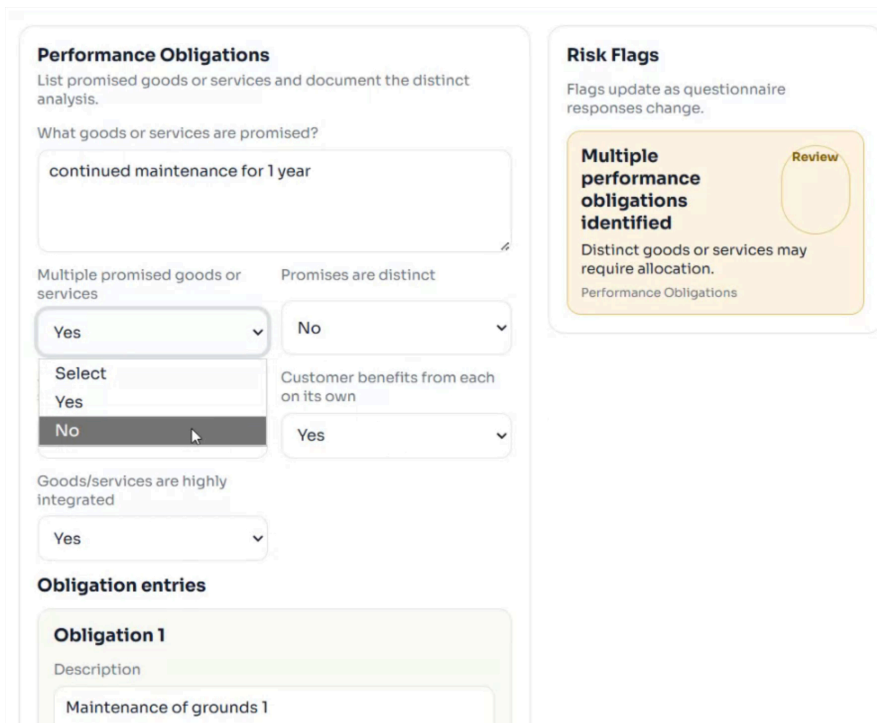 Performance Obligations
List promised goods or services and document the distinct
analysis.
What goods or services are promised?
continued maintenance for 1 year
Multiple promised goods or
services
Yes
Select
Yes
No
Promises are distinct
No
Customer benefits from each
on its own
Yes
Goods/services are highly
integrated
Yes
Obligation entries
Obligation 1
Description
Maintenance of grounds 1
Risk Flags
Flags update as questionnaire
responses change.
Multiple
performance
obligations
identified
Review
Distinct goods or services may
require allocation.
Performance Obligations